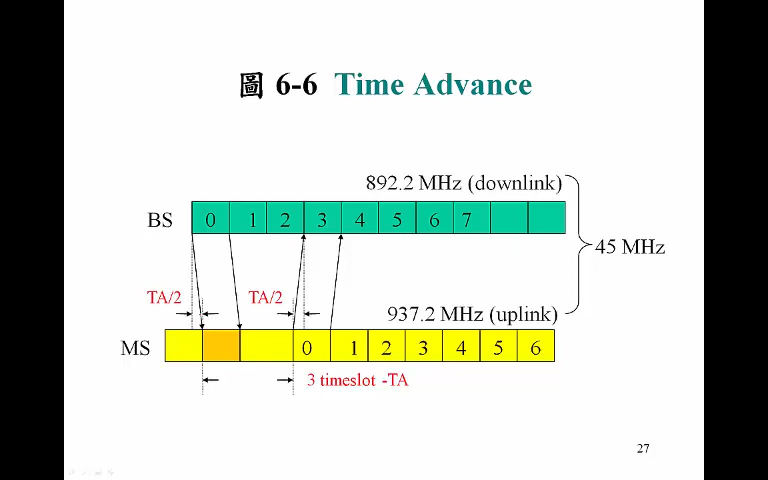 圖 6-6 Time Advance
892.2 MHz (downlink)
BS 0 1 2 3 4 5 6 7
45 MHz
TA/2 TA/2
937.2 MHz (uplink)
MS 0 1 2 3 4 5 6
3 timeslot -TA
27